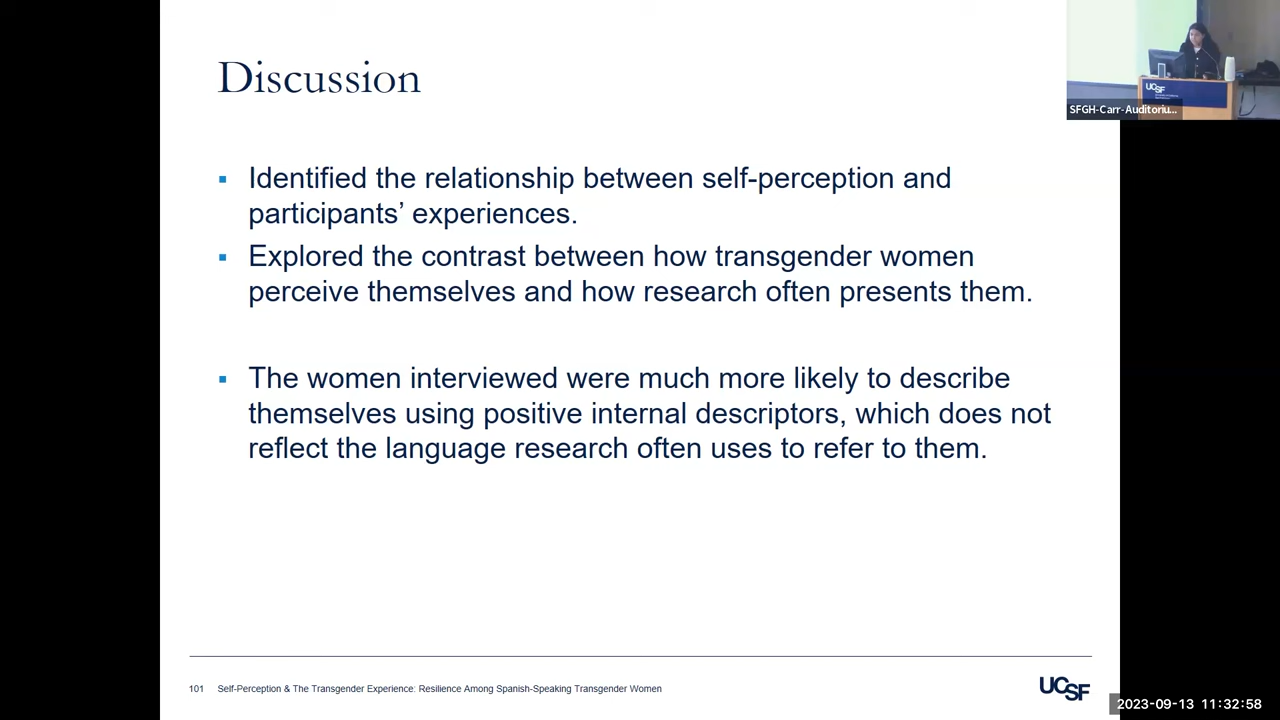 Discussion
UCSF
SFGH-Carr-Auditoriu...
▪ Identified the relationship between self-perception and
participants’ experiences.
▪ Explored the contrast between how transgender women
perceive themselves and how research often presents them.
▪ The women interviewed were much more likely to describe
themselves using positive internal descriptors, which does not
reflect the language research often uses to refer to them.
101 Self-Perception & The Transgender Experience: Resilience Among Spanish-Speaking Transgender Women
UCSF
2023-09-13 11:32:58